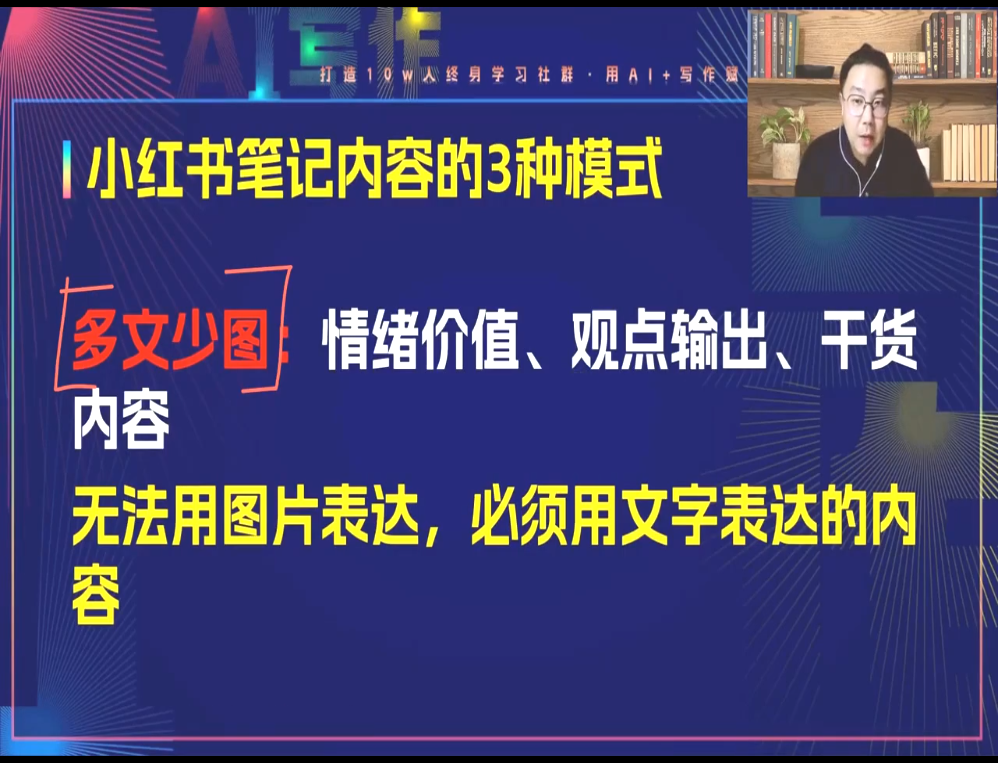 AI写作
打造10w人终身学习社群·用AI+写作赋
小红书笔记内容的3种模式
多文少图：情绪价值、观点输出、干货
内容
无法用图片表达，必须用文字表达的内
容